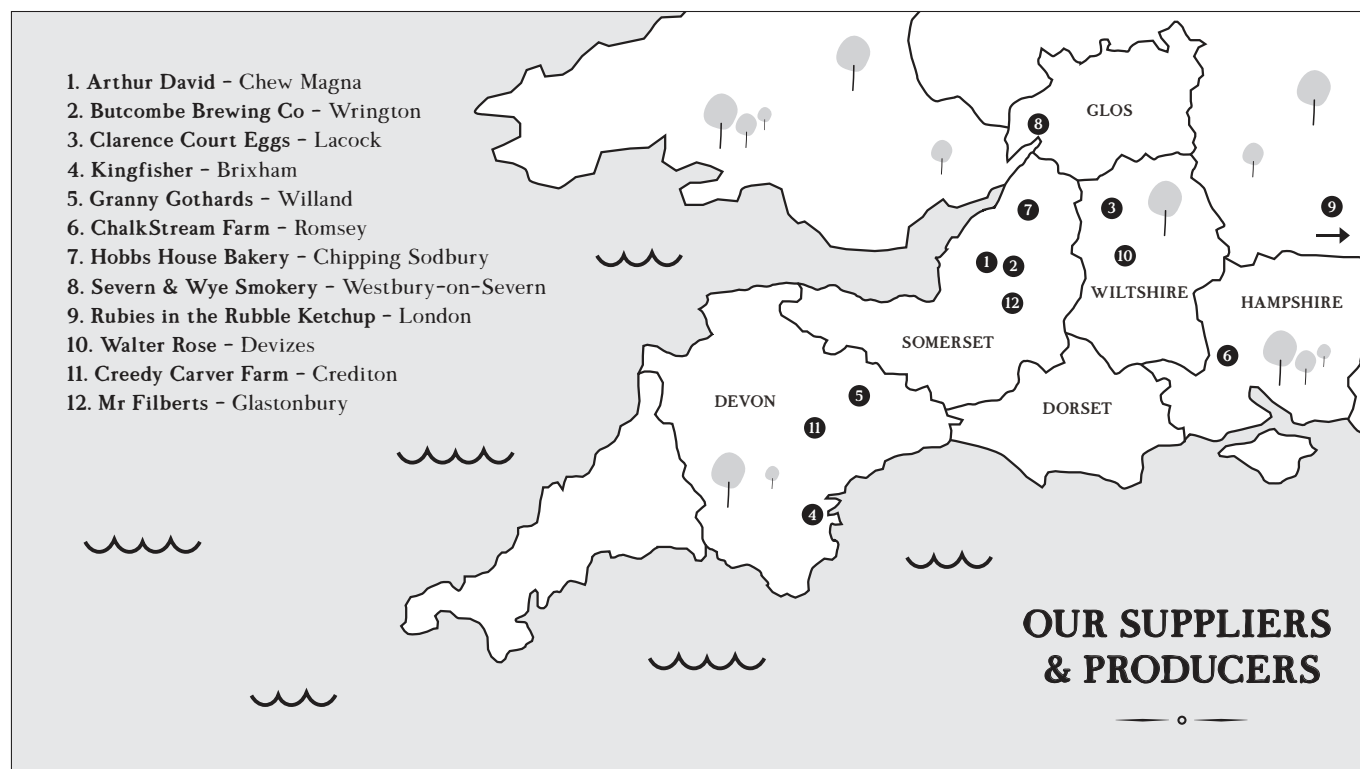 1. Arthur David – Chew Magna
2. Butcombe Brewing Co – Wrington
3. Clarence Court Eggs – Lacock
4. Kingfisher – Brixham
5. Granny Gothards – Willand
6. ChalkStream Farm – Romsey
7. Hobbs House Bakery – Chipping Sodbury
8. Severn & Wye Smokery – Westbury-on-Severn
9. Rubies in the Rubble Ketchup – London
10. Walter Rose – Devizes
11. Creedy Carver Farm – Crediton
12. Mr Filberts – Glastonbury
GLOS
8
9
7
3
10
1
2
12
WILTSHIRE
HAMPSHIRE
SOMERSET
6
DEVON
5
DORSET
11
4
OUR SUPPLIERS
& PRODUCERS